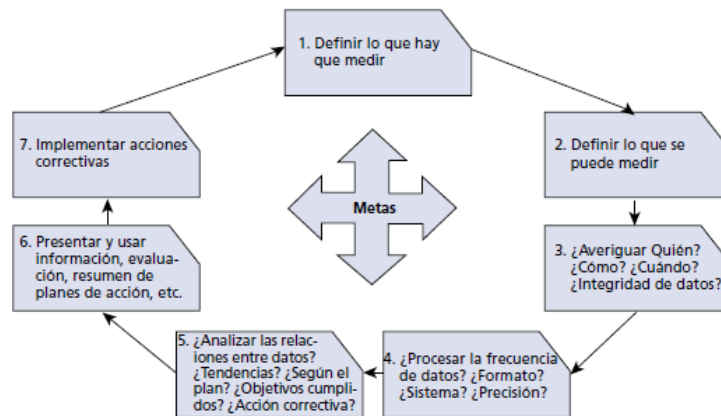 1. Definir lo que hay
que medir
2. Definir lo que se
puede medir
3. ¿Averiguar Quién?
¿Cómo? ¿Cuándo?
¿Integridad de datos?
4. ¿Procesar la frecuencia
de datos? ¿Formato?
¿Sistema? ¿Precisión?
5. ¿Analizar las rela-
ciones entre datos?
¿Tendencias? ¿Según el
plan? ¿Objetivos cumpli-
dos? ¿Acción correctiva?
6. Presentar y usar
información, evalua-
ción, resumen de
planes de acción, etc.
7. Implementar acciones
correctivas
Metas